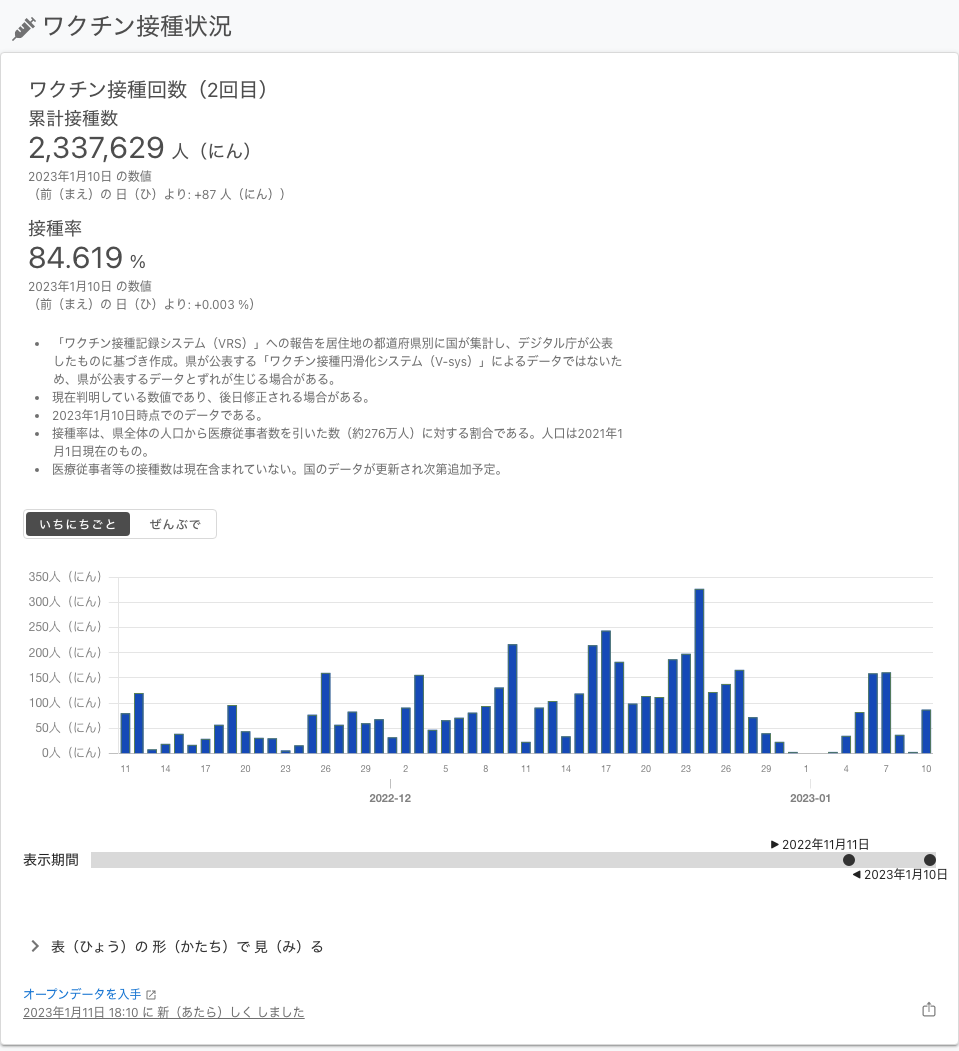 ワクチン接種状況
ワクチン接種回数（2回目）
累計接種数
2,337,629 人（にん）
2023年1月10日 の数値
（前（まえ）の 日（ひ）より: +87 人（にん））
接種率
84.619 %
2023年1月10日 の数値
（前（まえ）の 日（ひ）より: +0.003 %）
• 「ワクチン接種記録システム（VRS）」への報告を居住地の都道府県別に国が集計し、デジタル庁が公表
したものに基づき作成。県が公表する「ワクチン接種円滑化システム（V-sys）」によるデータではないた
め、県が公表するデータとずれが生じる場合がある。
• 現在判明している数値であり、後日修正される場合がある。
• 2023年1月10日時点でのデータである。
• 接種率は、県全体の人口から医療従事者数を引いた数（約276万人）に対する割合である。人口は2021年1
月1日現在のもの。
• 医療従事者等の接種数は現在含まれていない。国のデータが更新され次第追加予定。
いちにちごと ぜんぶで
350人（にん）
300人（にん）
250人（にん）
200人（にん）
150人（にん）
100人（にん）
50人（にん）
0人（にん）
11 14 17 20 23 26 29 2 5 8 11 14 17 20 23 26 29 1 4 7 10
2022-12 2023-01
▶ 2022年11月11日
表示期間
◀ 2023年1月10日
表（ひょう）の 形（かたち）で 見（み）る
オープンデータを入手
2023年1月11日 18:10 に 新（あたら）しく しました